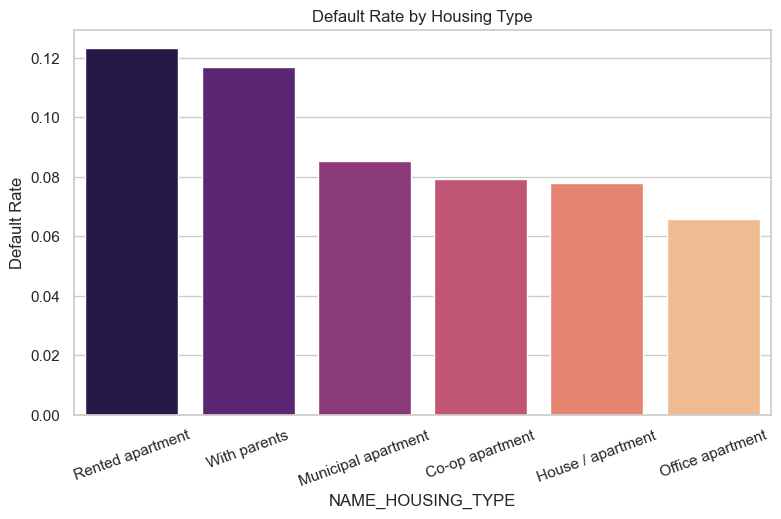 Default Rate by Housing Type
Default Rate
0.12
0.10
0.08
0.06
0.04
0.02
0.00
Rented apartment
With parents
Municipal apartment
Co-op apartment
House / apartment
Office apartment
NAME_HOUSING_TYPE